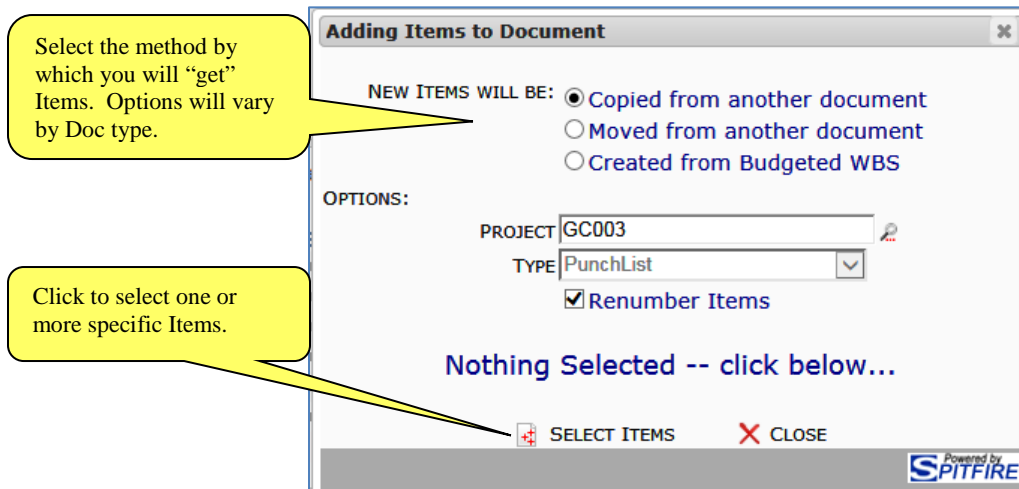 Select the method by
which you will “get”
Items.  Options will vary
by Doc type.
Adding Items to Document
NEW ITEMS WILL BE:
Copied from another document
Moved from another document
Created from Budgeted WBS
OPTIONS:
PROJECT GC003
TYPE PunchList
Renumber Items
Click to select one or
more specific Items.
Nothing Selected -- click below...
SELECT ITEMS
CLOSE
Powered by
SPITFIRE